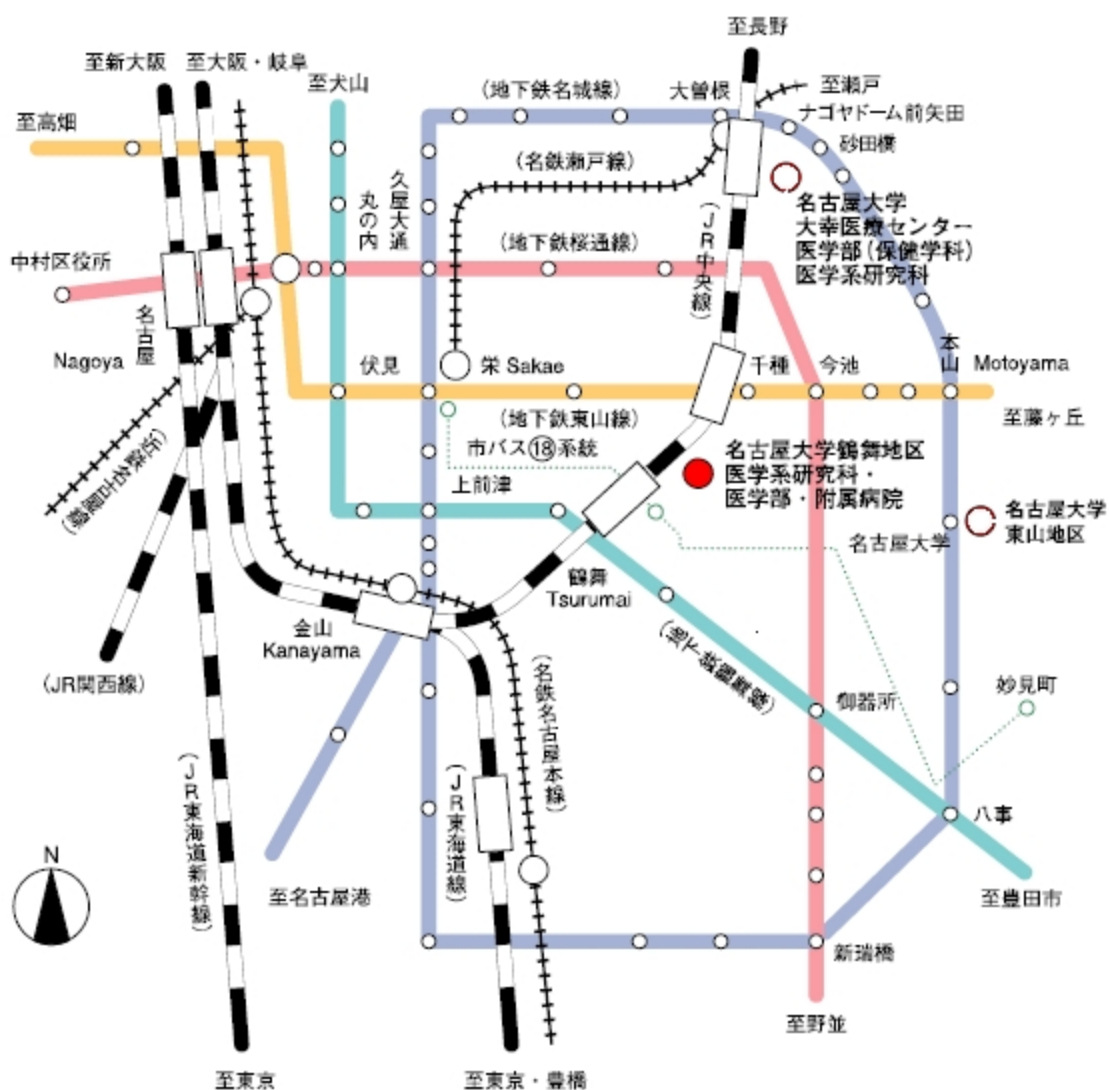 至長野
至新大阪
至大阪・岐阜
至犬山
至瀬戸
(地下鉄名城線)
大曽根
ナゴヤドーム前矢田
至高畑
砂田橋
(名鉄瀬戸線)
名古屋大学
大幸医療センター
医学部(保健学科)
医学系研究科
久屋大通
丸の内
(JR中央線)
(地下鉄桜通線)
中村区役所
名古屋
Nagoya
伏見
栄 Sakae
千種
今池
本山
Motoyama
至藤ヶ丘
(地下鉄東山線)
市バス⑱系統
(近鉄名古屋線)
名古屋大学鶴舞地区
医学系研究科・
医学部・附属病院
上前津
名古屋大学
名古屋大学
東山地区
鶴舞
Tsurumai
金山
Kanayama
(地下鉄鶴舞線)
(JR関西線)
(名鉄名古屋本線)
御器所
妙見町
(JR東海道新幹線)
(JR東海道線)
八事
N
至名古屋港
至豊田市
新瑞橋
至野並
至東京
至東京・豊橋